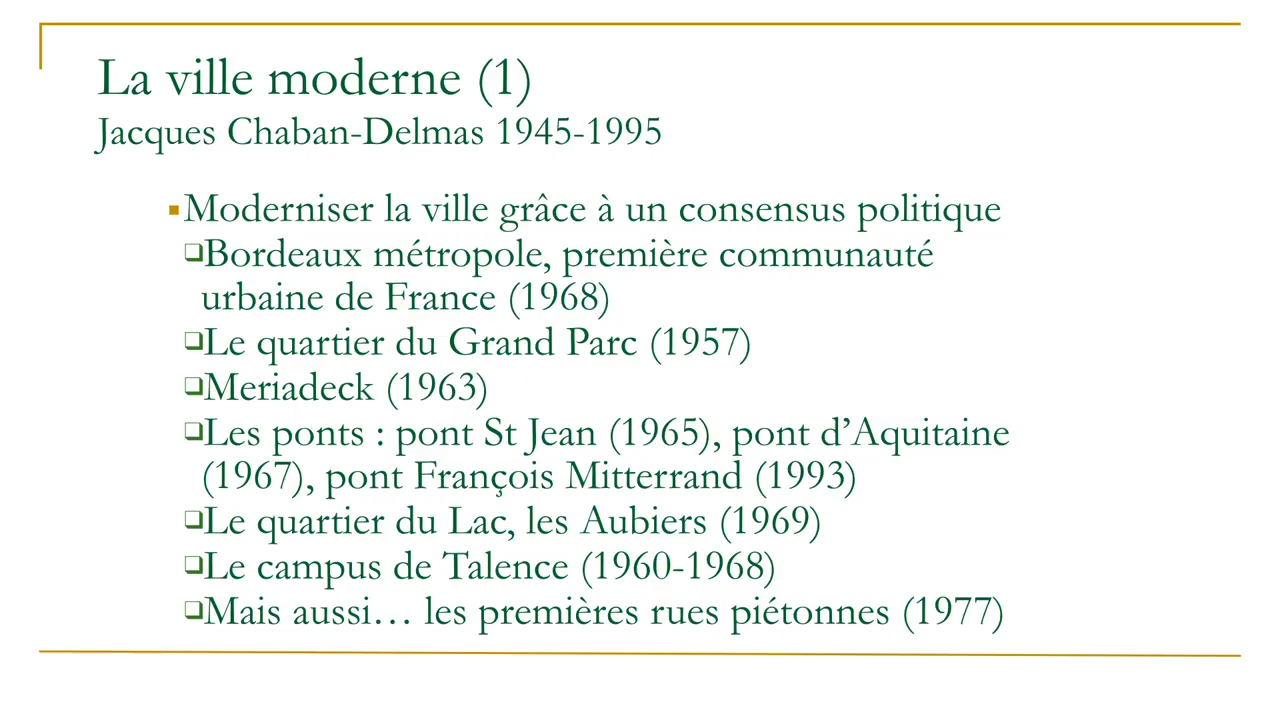 La ville moderne (1)
Jacques Chaban-Delmas 1945-1995
▪Moderniser la ville grâce à un consensus politique
❑Bordeaux métropole, première communauté
urbaine de France (1968)
❑Le quartier du Grand Parc (1957)
❑Meriadeck (1963)
❑Les ponts : pont St Jean (1965), pont d’Aquitaine
(1967), pont François Mitterrand (1993)
❑Le quartier du Lac, les Aubiers (1969)
❑Le campus de Talence (1960-1968)
❑Mais aussi… les premières rues piétonnes (1977)